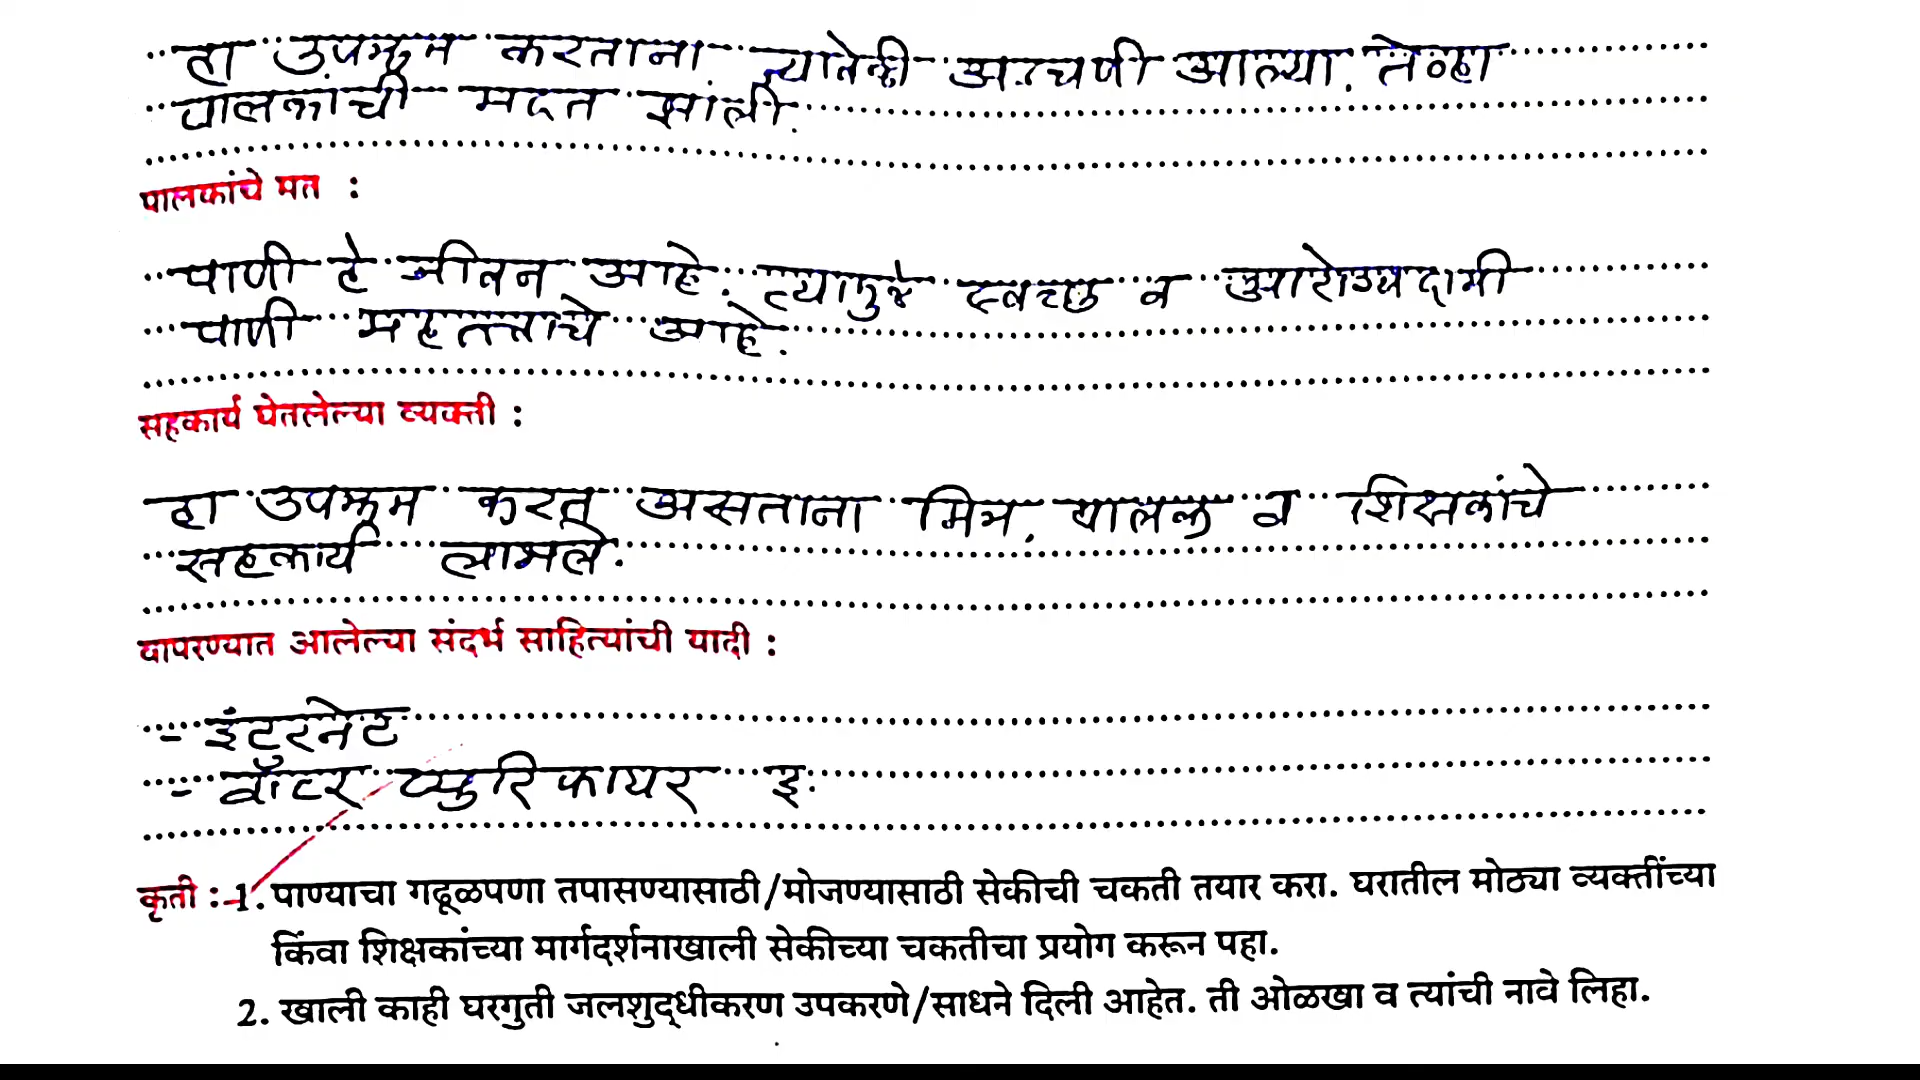 हा उपक्रम करताना त्यातही अडचणी आल्या. तेव्हा
पालकांची मदत झाली.
पालकांचे मत :
पाणी हे जीवन आहे. त्यामुळे स्वच्छ व आरोग्यदायी
पाणी महत्त्वाचे आहे.
सहकार्य घेतलेल्या व्यक्ती :
हा उपक्रम करत असताना मित्र, पालक व शिक्षकांचे
सहकार्य लाभले.
वापरण्यात आलेल्या संदर्भ साहित्यांची यादी :
- इंटरनेट
- वॉटर प्युरिफायर इ.
कृती :- 1. पाण्याचा गढूळपणा तपासण्यासाठी/मोजण्यासाठी सेकीची चकती तयार करा. घरातील मोठ्या व्यक्तींच्या
किंवा शिक्षकांच्या मार्गदर्शनाखाली सेकीच्या चकतीचा प्रयोग करून पहा.
2. खाली काही घरगुती जलशुद्धीकरण उपकरणे/साधने दिली आहेत. ती ओळखा व त्यांची नावे लिहा.